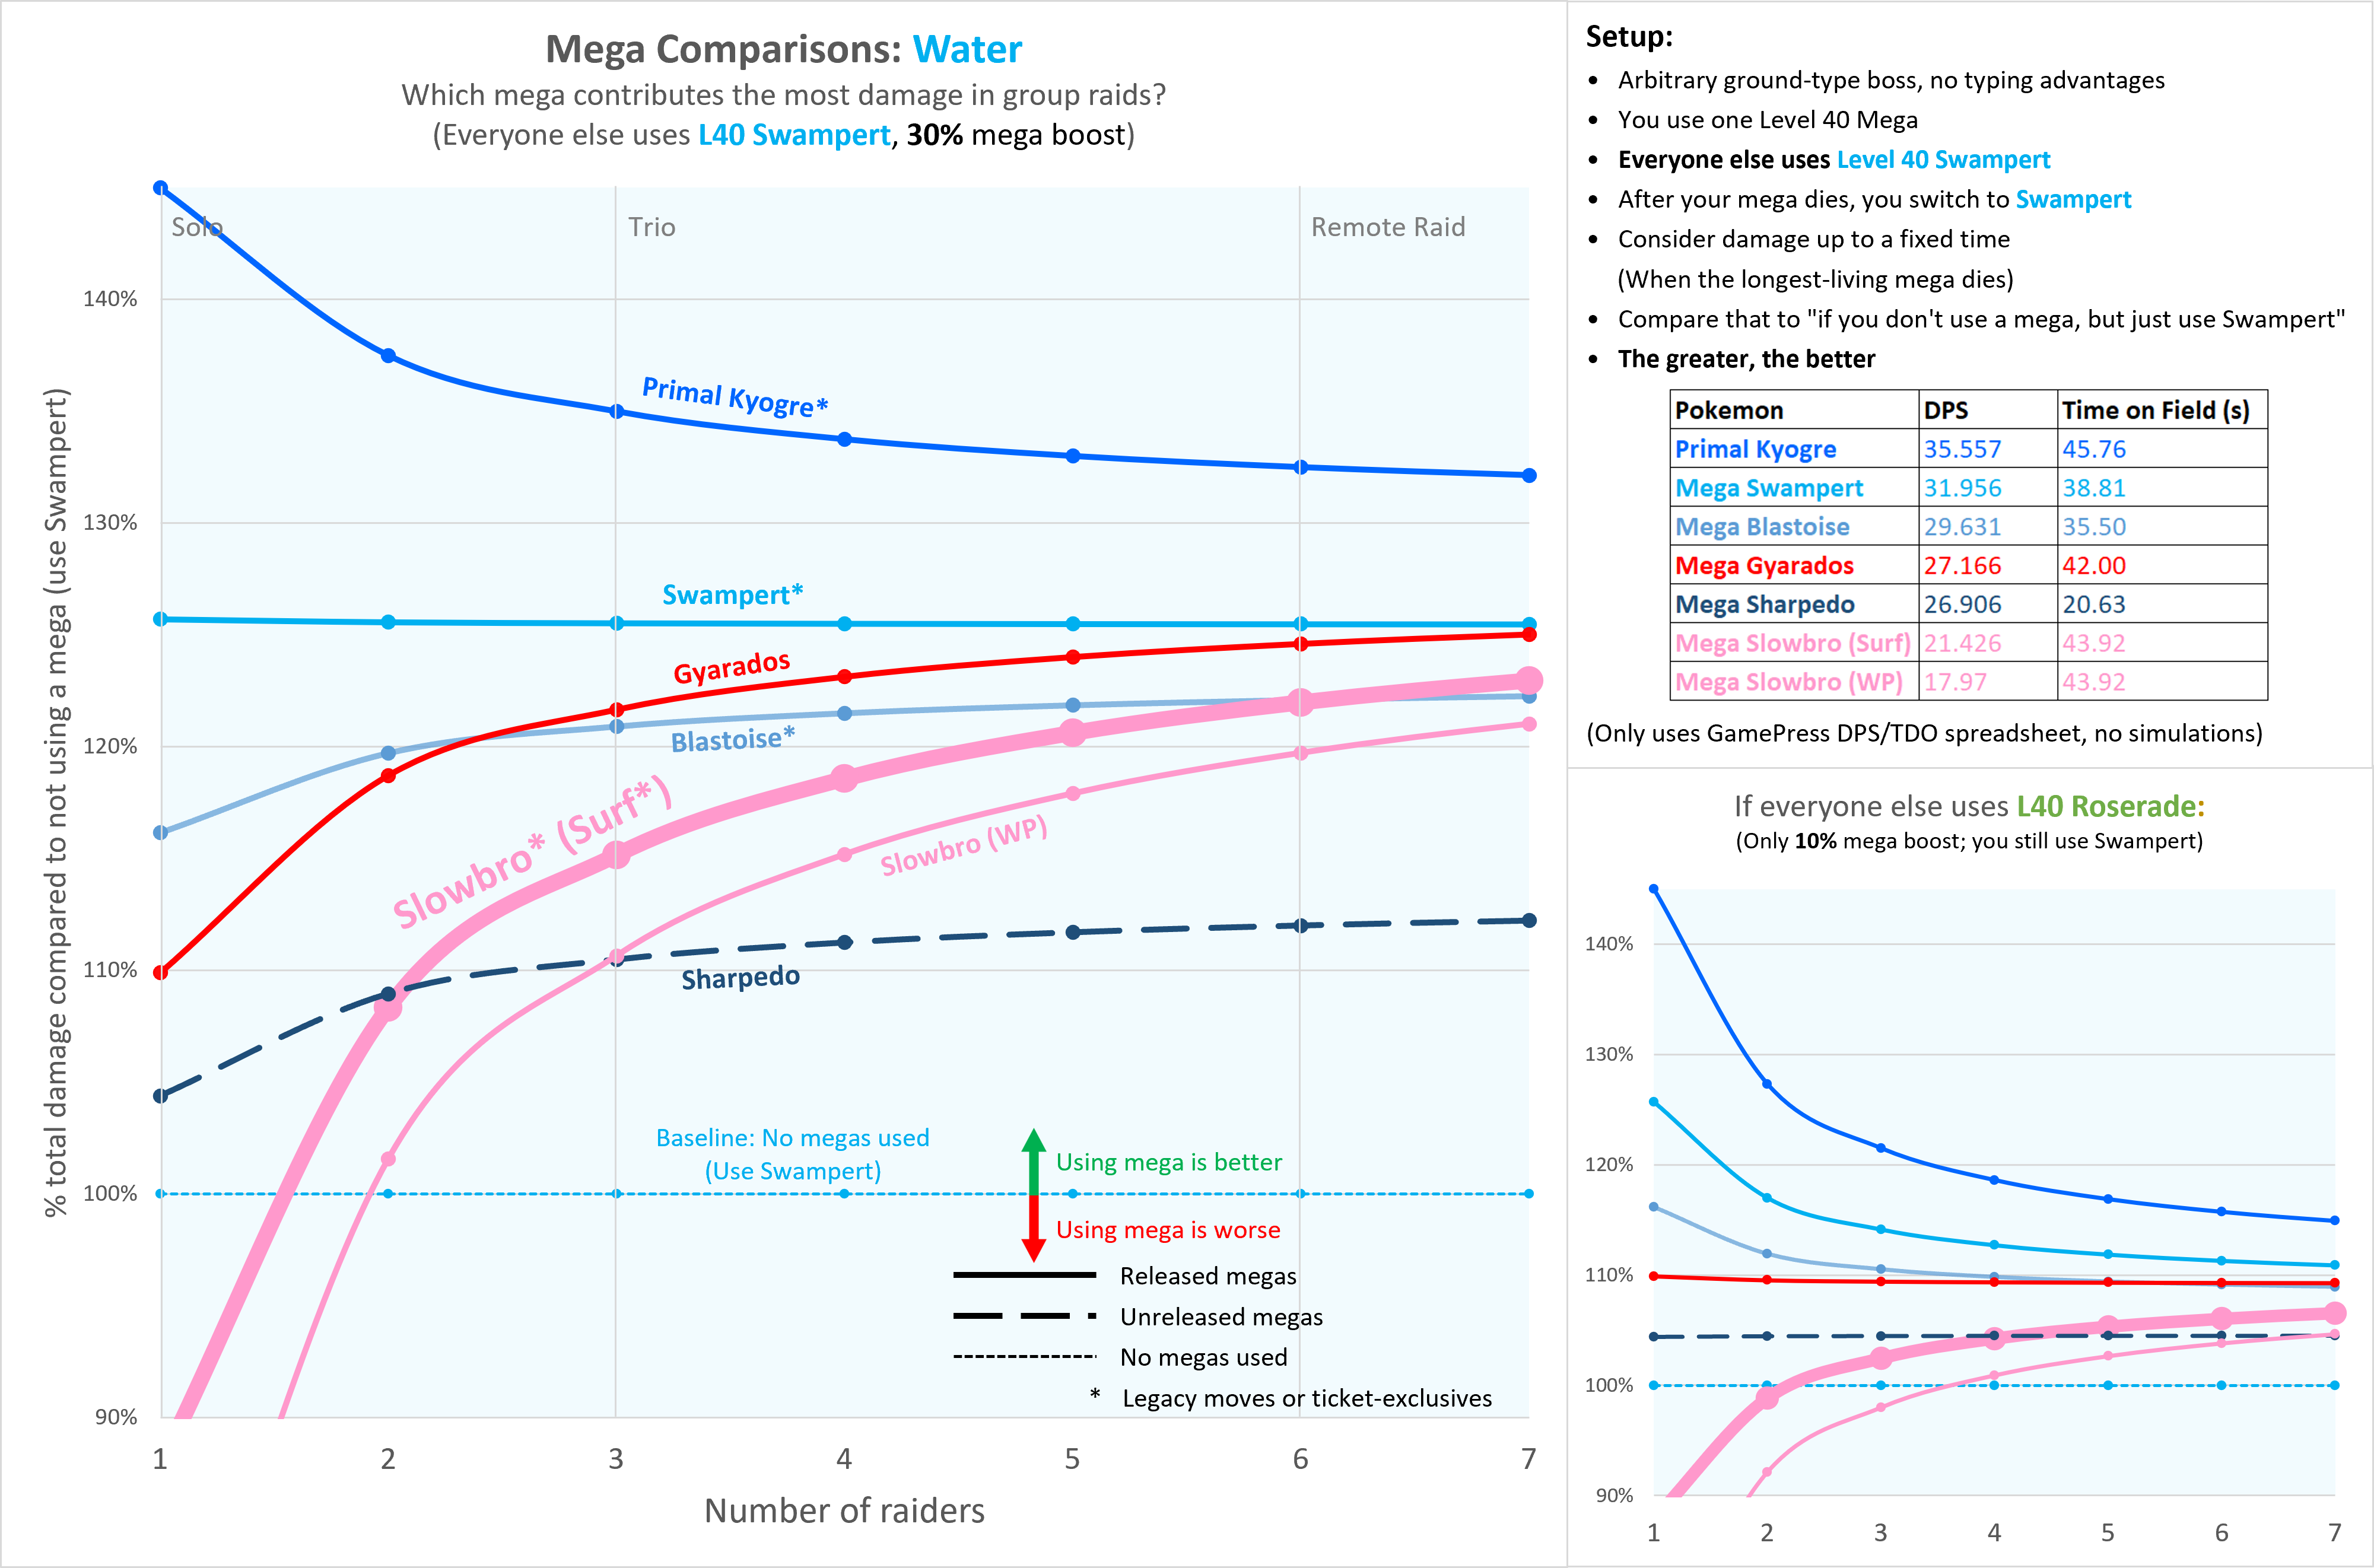 Mega Comparisons: Water
Which mega contributes the most damage in group raids?
(Everyone else uses L40 Swampert, 30% mega boost)
% total damage compared to not using a mega (use Swampert)
140%
130%
120%
110%
100%
90%
Solo
Trio
Remote Raid
Primal Kyogre*
Swampert*
Gyarados
Blastoise*
Slowbro* (Surf*)
Slowbro (WP)
Sharpedo
Baseline: No megas used
(Use Swampert)
Using mega is better
Using mega is worse
Released megas
Unreleased megas
No megas used
* Legacy moves or ticket-exclusives
1 2 3 4 5 6 7
Number of raiders
Setup:
• Arbitrary ground-type boss, no typing advantages
• You use one Level 40 Mega
• Everyone else uses Level 40 Swampert
• After your mega dies, you switch to Swampert
• Consider damage up to a fixed time
(When the longest-living mega dies)
• Compare that to "if you don't use a mega, but just use Swampert"
• The greater, the better
Pokemon DPS Time on Field (s)
Primal Kyogre 35.557 45.76
Mega Swampert 31.956 38.81
Mega Blastoise 29.631 35.50
Mega Gyarados 27.166 42.00
Mega Sharpedo 26.906 20.63
Mega Slowbro (Surf) 21.426 43.92
Mega Slowbro (WP) 17.97 43.92
(Only uses GamePress DPS/TDO spreadsheet, no simulations)
If everyone else uses L40 Roserade:
(Only 10% mega boost; you still use Swampert)
140%
130%
120%
110%
100%
90%
1 2 3 4 5 6 7